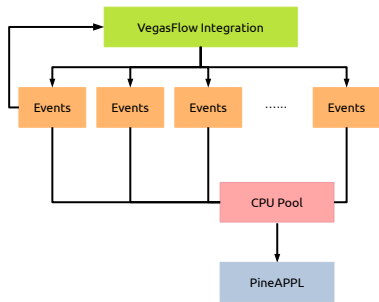 VegasFlow Integration
Events Events Events ...... Events
CPU Pool
PineAPPL